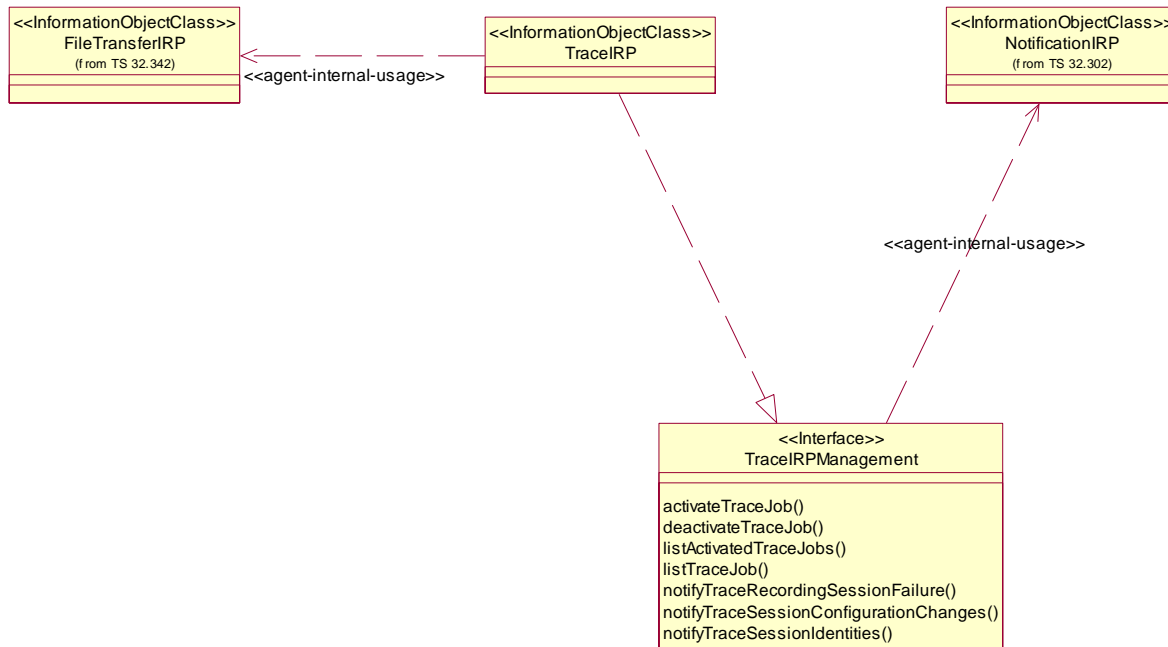 <<InformationObjectClass>>
FileTransferIRP
(from TS 32.342)
<<agent-internal-usage>>
<<InformationObjectClass>>
TraceIRP
<<InformationObjectClass>>
NotificationIRP
(from TS 32.302)
<<agent-internal-usage>>
<<Interface>>
TraceIRPManagement
activateTraceJob()
deactivateTraceJob()
listActivatedTraceJobs()
listTraceJob()
notifyTraceRecordingSessionFailure()
notifyTraceSessionConfigurationChanges()
notifyTraceSessionIdentities()